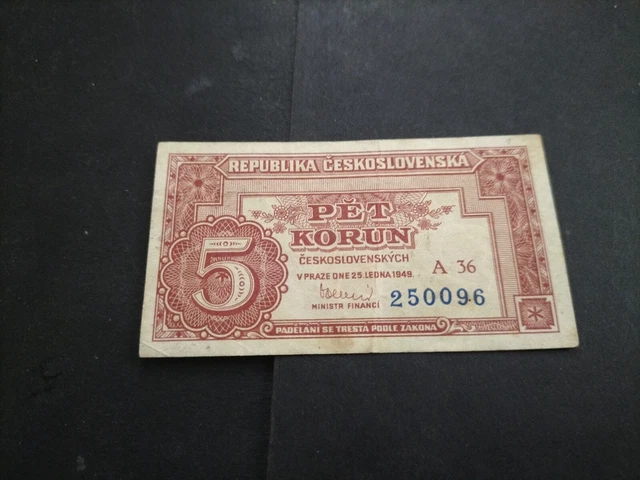 REPUBLIKA ČESKOSLOVENSKÁ
PĚT
KORUN
ČESKOSLOVENSKÝCH
V PRAZE DNE 25. LEDNA 1949.
A 36
5
MINISTR FINANCÍ
250096
PADĚLÁNÍ SE TRESTÁ PODLE ZÁKONA